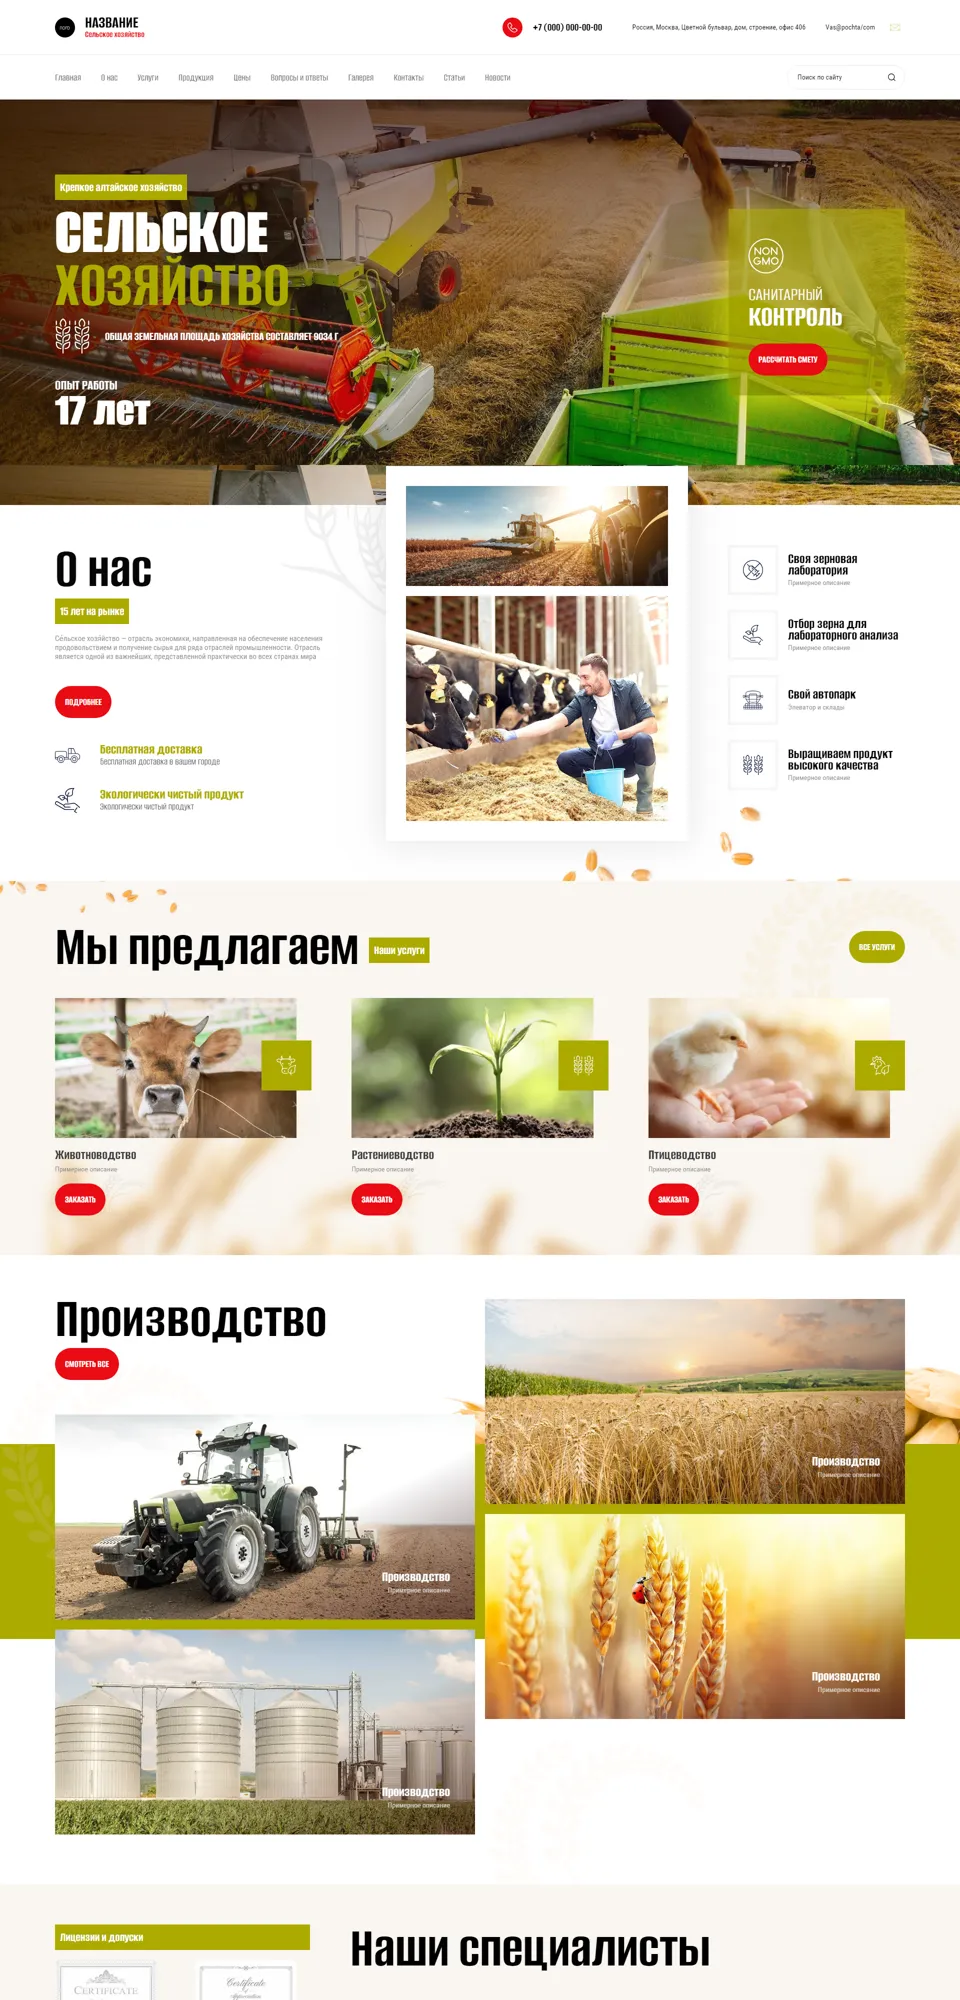 НАЗВАНИЕ
Сельское хозяйство
+7 (000) 000-00-00
Россия, Москва, Цветной бульвар, дом, строение, офис 406
Vas@pochta/com
Главная
О нас
Услуги
Продукция
Цены
Вопросы и ответы
Галерея
Контакты
Статьи
Новости
Поиск по сайту
Крепкое алтайское хозяйство
СЕЛЬСКОЕ
ХОЗЯЙСТВО
ОБЩАЯ ЗЕМЕЛЬНАЯ ПЛОЩАДЬ ХОЗЯЙСТВА СОСТАВЛЯЕТ 9034 Г
ОПЫТ РАБОТЫ
17 лет
NON
GMO
САНИТАРНЫЙ
КОНТРОЛЬ
РАССЧИТАТЬ СМЕТУ
О нас
15 лет на рынке
Се́льское хозя́йство — отрасль экономики, направленная на обеспечение населения
продовольствием и получение сырья для ряда отраслей промышленности. Отрасль
является одной из важнейших, представленной практически во всех странах мира
ПОДРОБНЕЕ
Бесплатная доставка
Бесплатная доставка в вашем городе
Экологически чистый продукт
Экологически чистый продукт
Своя зерновая
лаборатория
Примерное описание
Отбор зерна для
лабораторного анализа
Примерное описание
Свой автопарк
Элеватор и склады
Выращиваем продукт
высокого качества
Примерное описание
Мы предлагаем
Наши услуги
ВСЕ УСЛУГИ
Животноводство
Примерное описание
ЗАКАЗАТЬ
Растениеводство
Примерное описание
ЗАКАЗАТЬ
Птицеводство
Примерное описание
ЗАКАЗАТЬ
Производство
СМОТРЕТЬ ВСЕ
Производство
Примерное описание
Производство
Примерное описание
Производство
Примерное описание
Производство
Примерное описание
Лицензии и допуски
Наши специалисты
CERTIFICATE
Certificate
of
Appreciation